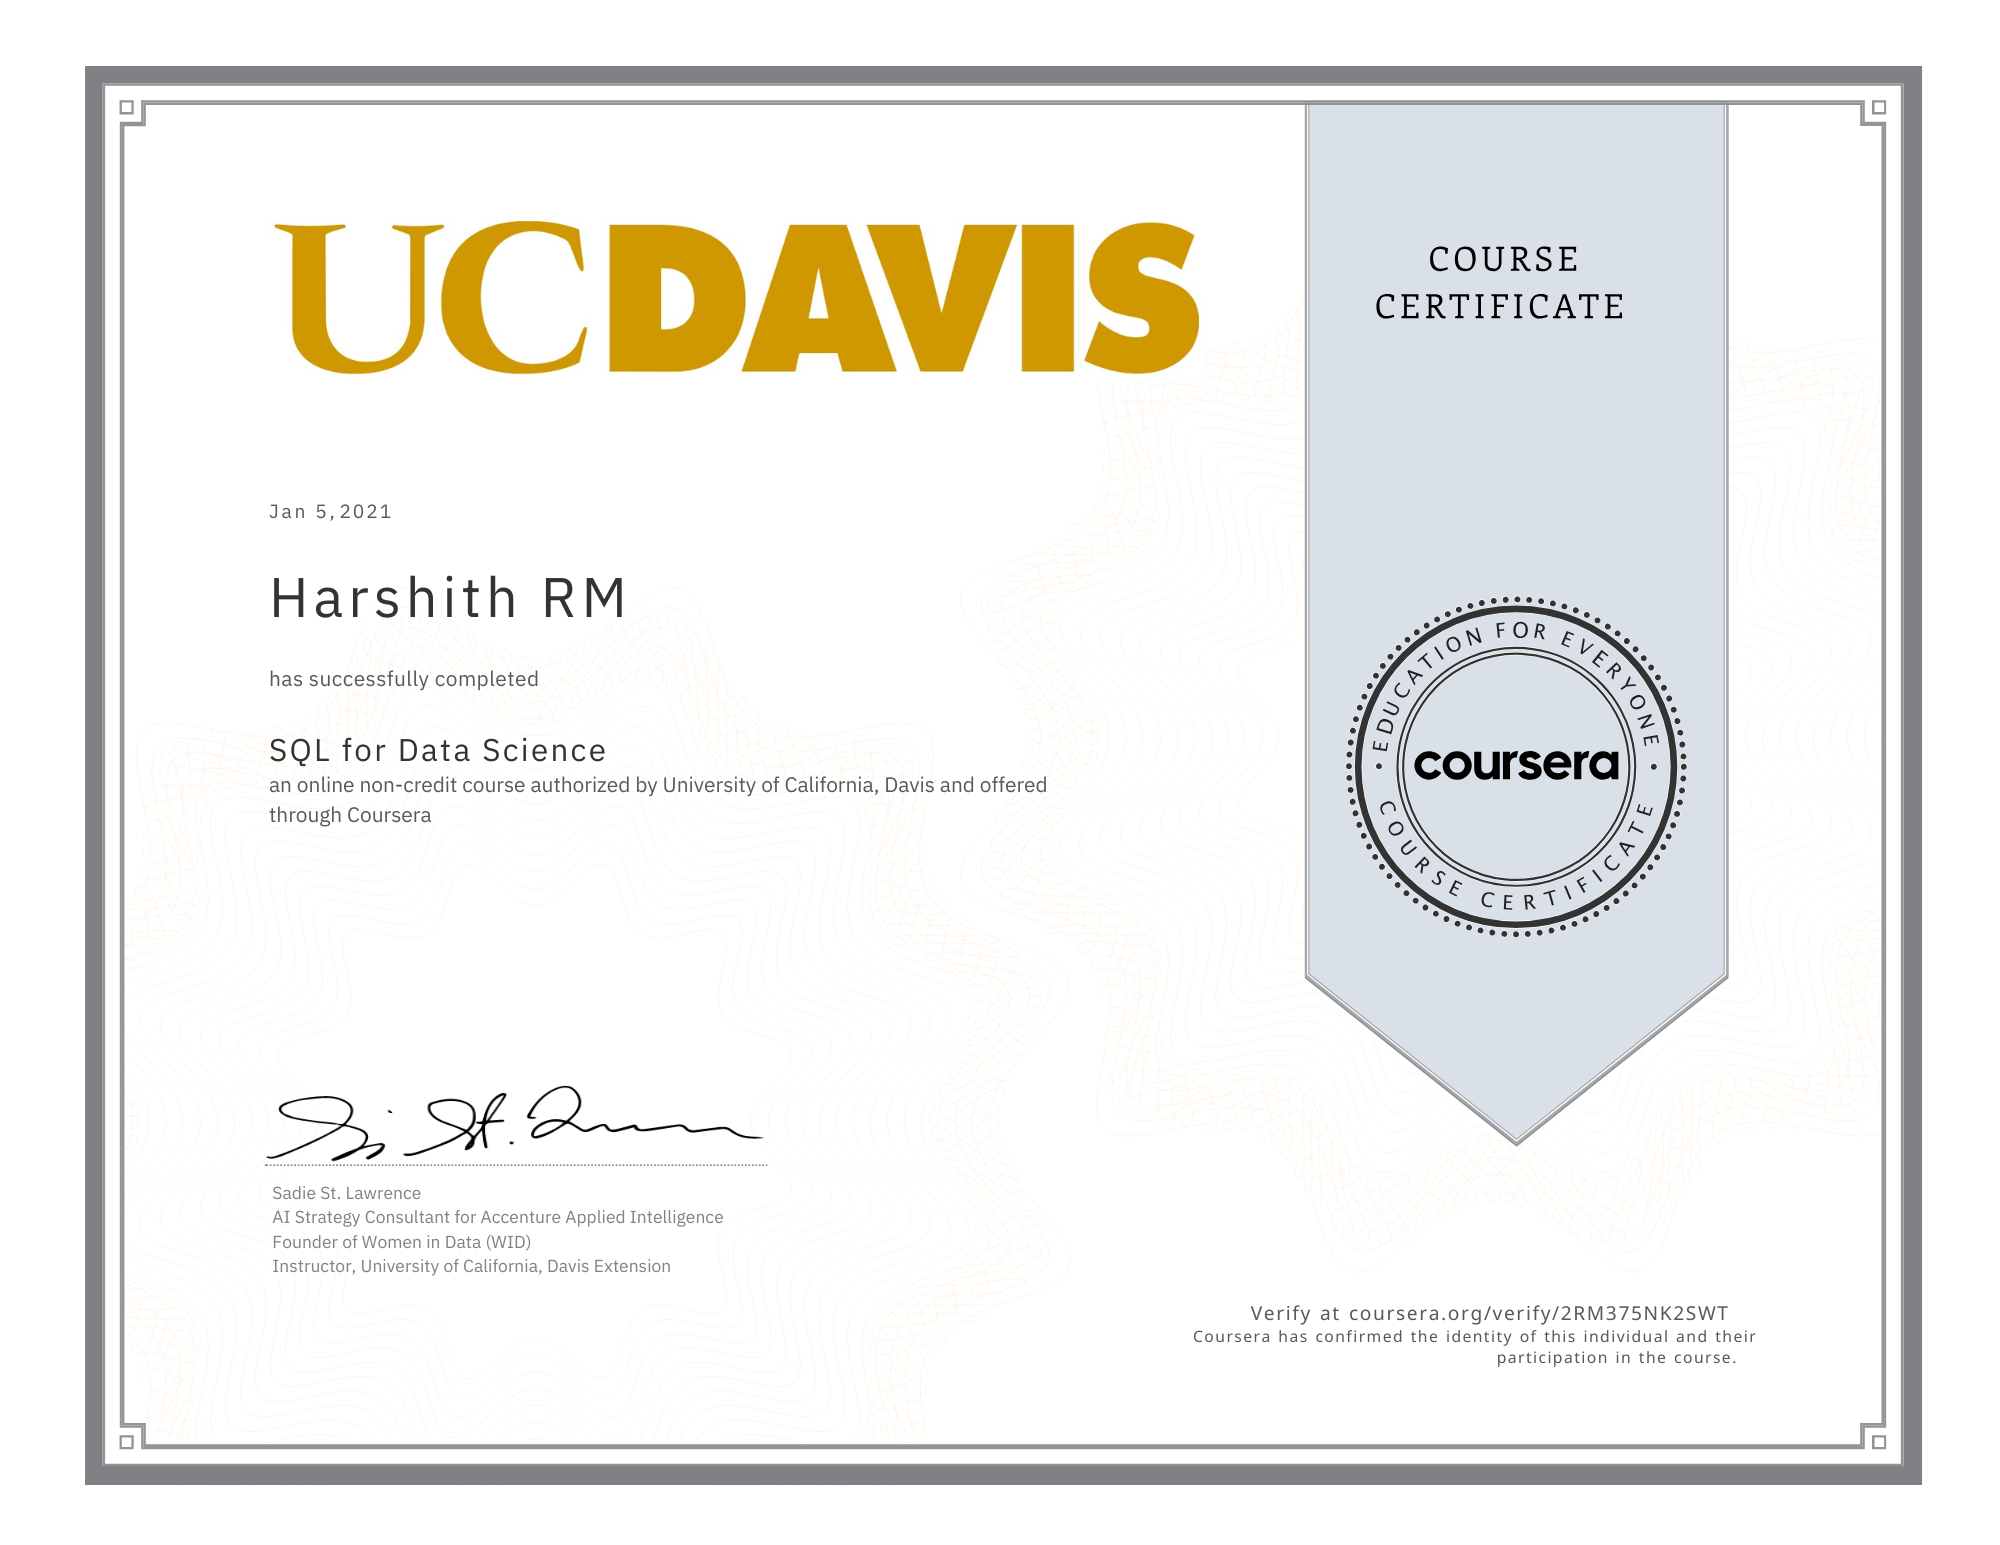 UCDAVIS
COURSE
CERTIFICATE
Jan 5, 2021
Harshith RM
has successfully completed
SQL for Data Science
an online non-credit course authorized by University of California, Davis and offered
through Coursera
EDUCATION FOR EVERYONE
coursera
COURSE CERTIFICATE
Sadie St. Lawrence
AI Strategy Consultant for Accenture Applied Intelligence
Founder of Women in Data (WID)
Instructor, University of California, Davis Extension
Verify at coursera.org/verify/2RM375NK2SWT
Coursera has confirmed the identity of this individual and their
participation in the course.